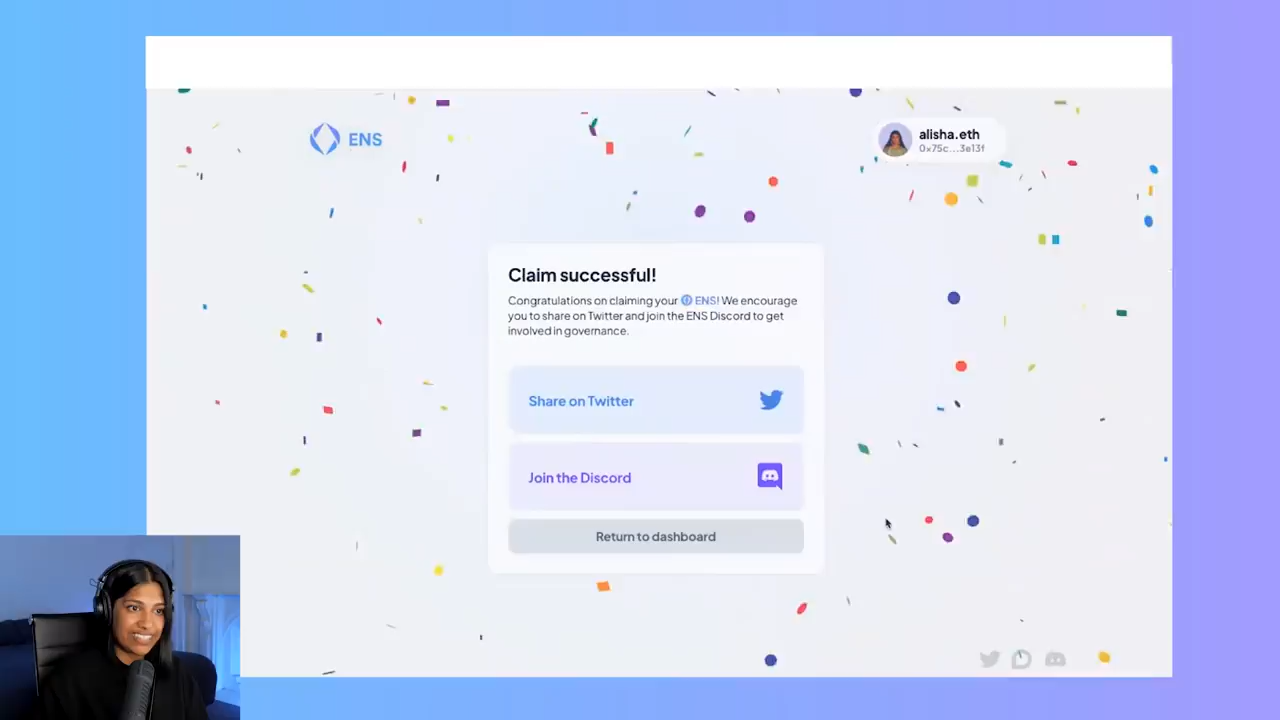 ENS
alisha.eth
0x75c...3e13f
Claim successful!
Congratulations on claiming your ENS! We encourage
you to share on Twitter and join the ENS Discord to get
involved in governance.
Share on Twitter
Join the Discord
Return to dashboard